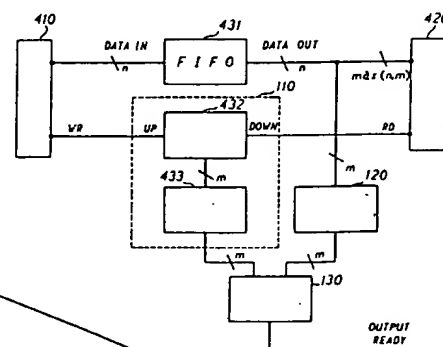 410
431
420
DATA IN
FIFO
DATA OUT
n
n
max (n,m)
110
432
WR
UP
DOWN
RD
m
m
433
120
m
m
130
OUTPUT
READY